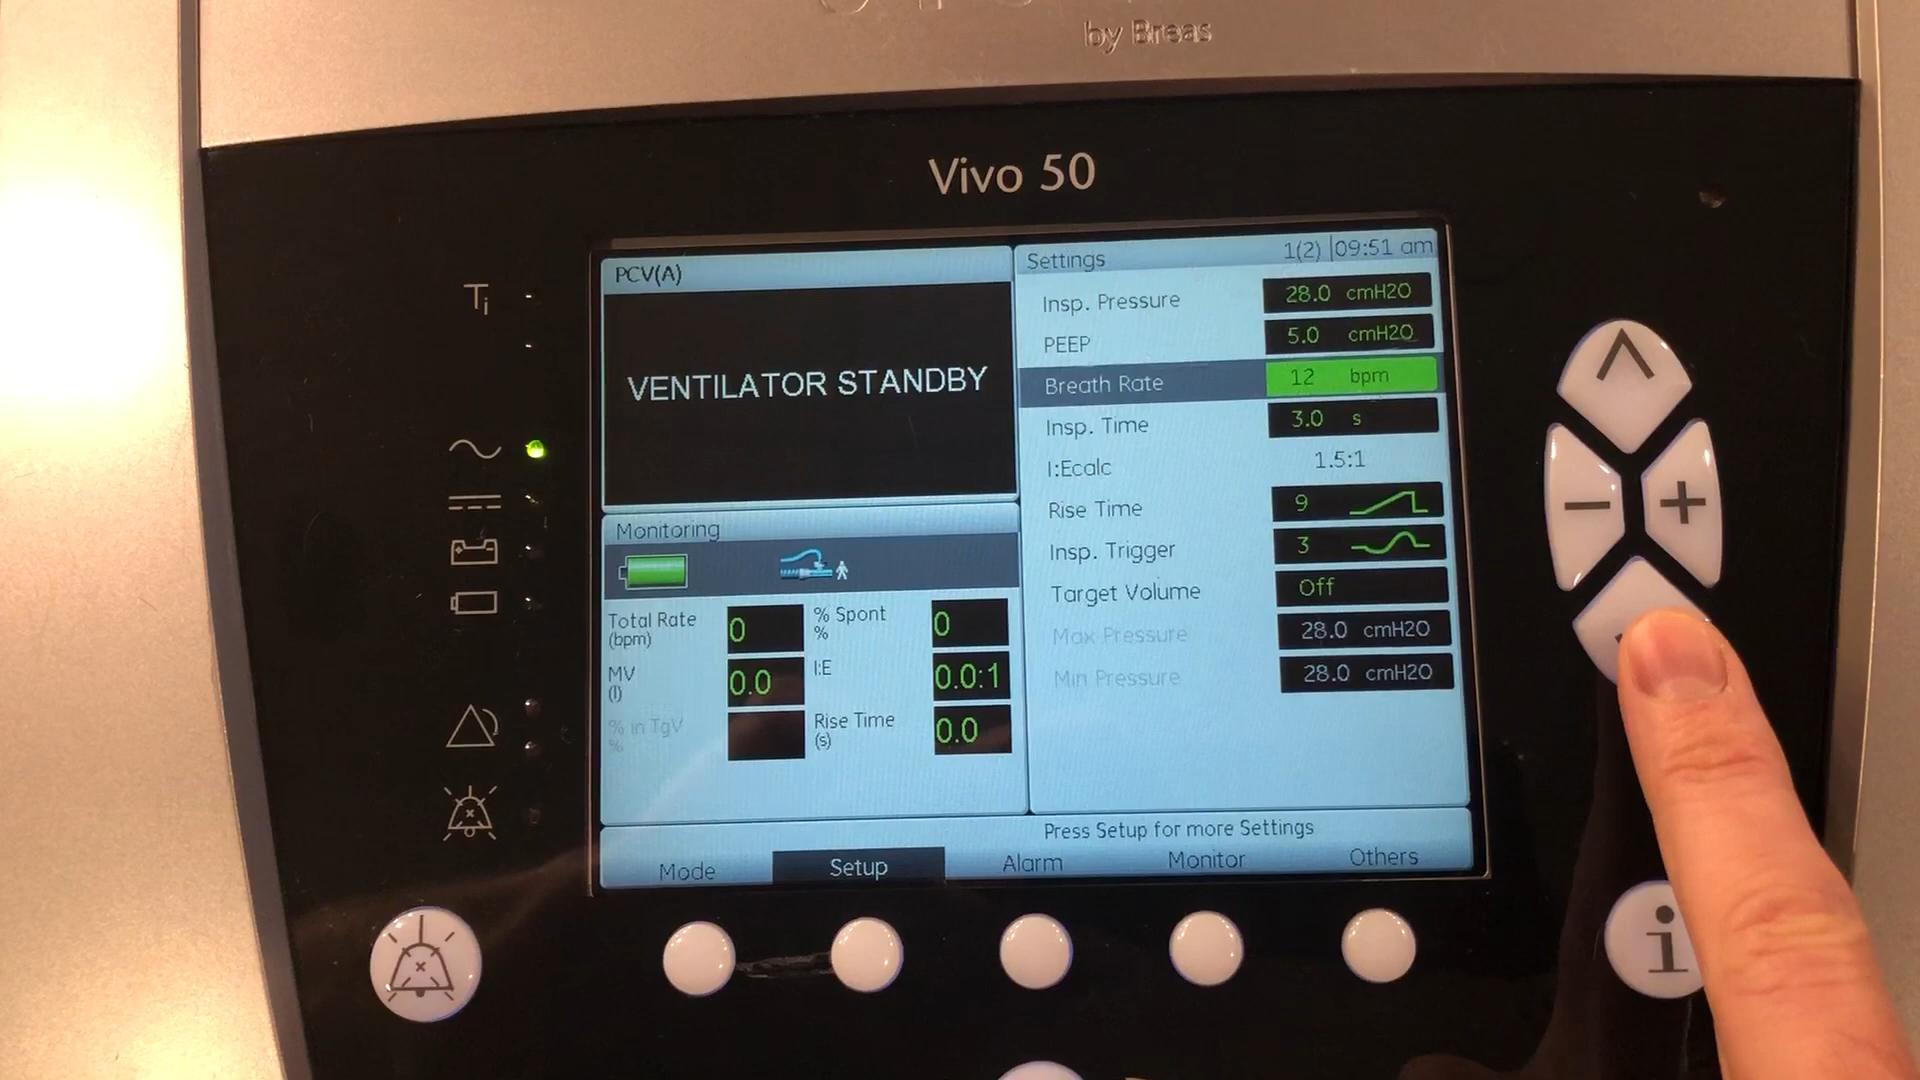 by Breas
Vivo 50
PCV(A)
VENTILATOR STANDBY
Settings 1(2) |09:51 am
Insp. Pressure 28.0 cmH2O
PEEP 5.0 cmH2O
Breath Rate 12 bpm
Insp. Time 3.0 s
I:Ecalc 1.5:1
Rise Time 9
Insp. Trigger 3
Target Volume Off
Max Pressure 28.0 cmH2O
Min Pressure 28.0 cmH2O
Monitoring
Total Rate (bpm) 0
% Spont % 0
MV (l) 0.0
I:E 0.0:1
% in TgV %
Rise Time (s) 0.0
Press Setup for more Settings
Mode Setup Alarm Monitor Others
Ti
− +
i